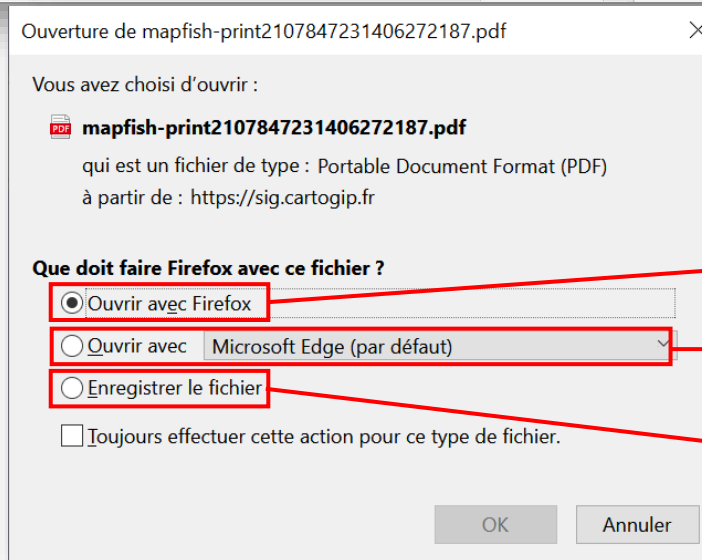 Ouverture de mapfish-print2107847231406272187.pdf
Vous avez choisi d'ouvrir :
PDF mapfish-print2107847231406272187.pdf
qui est un fichier de type : Portable Document Format (PDF)
à partir de : https://sig.cartogip.fr
Que doit faire Firefox avec ce fichier ?
Ouvrir avec Firefox
Ouvrir avec Microsoft Edge (par défaut)
Enregistrer le fichier
Toujours effectuer cette action pour ce type de fichier.
OK Annuler